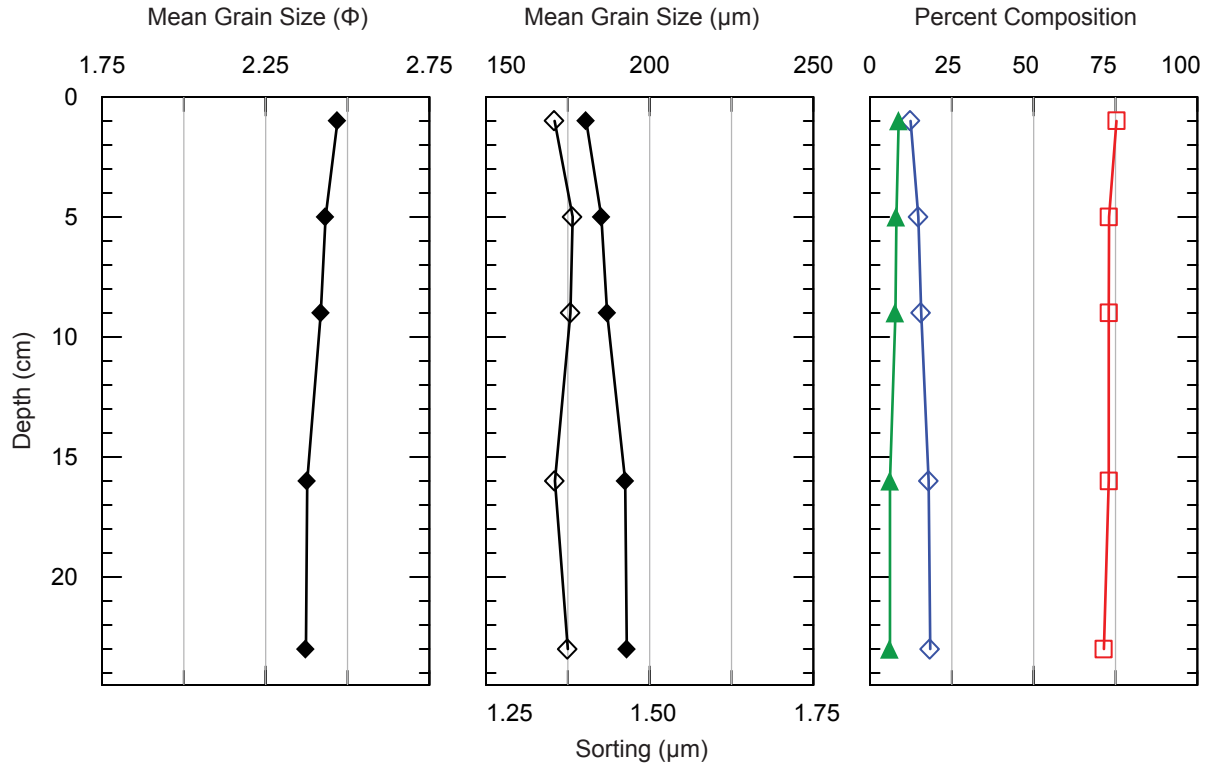 Mean Grain Size (Φ)
Mean Grain Size (μm)
Percent Composition
1.75 2.25 2.75
150 200 250
0 25 50 75 100
0
5
10
15
20
Depth (cm)
1.25 1.50 1.75
Sorting (μm)